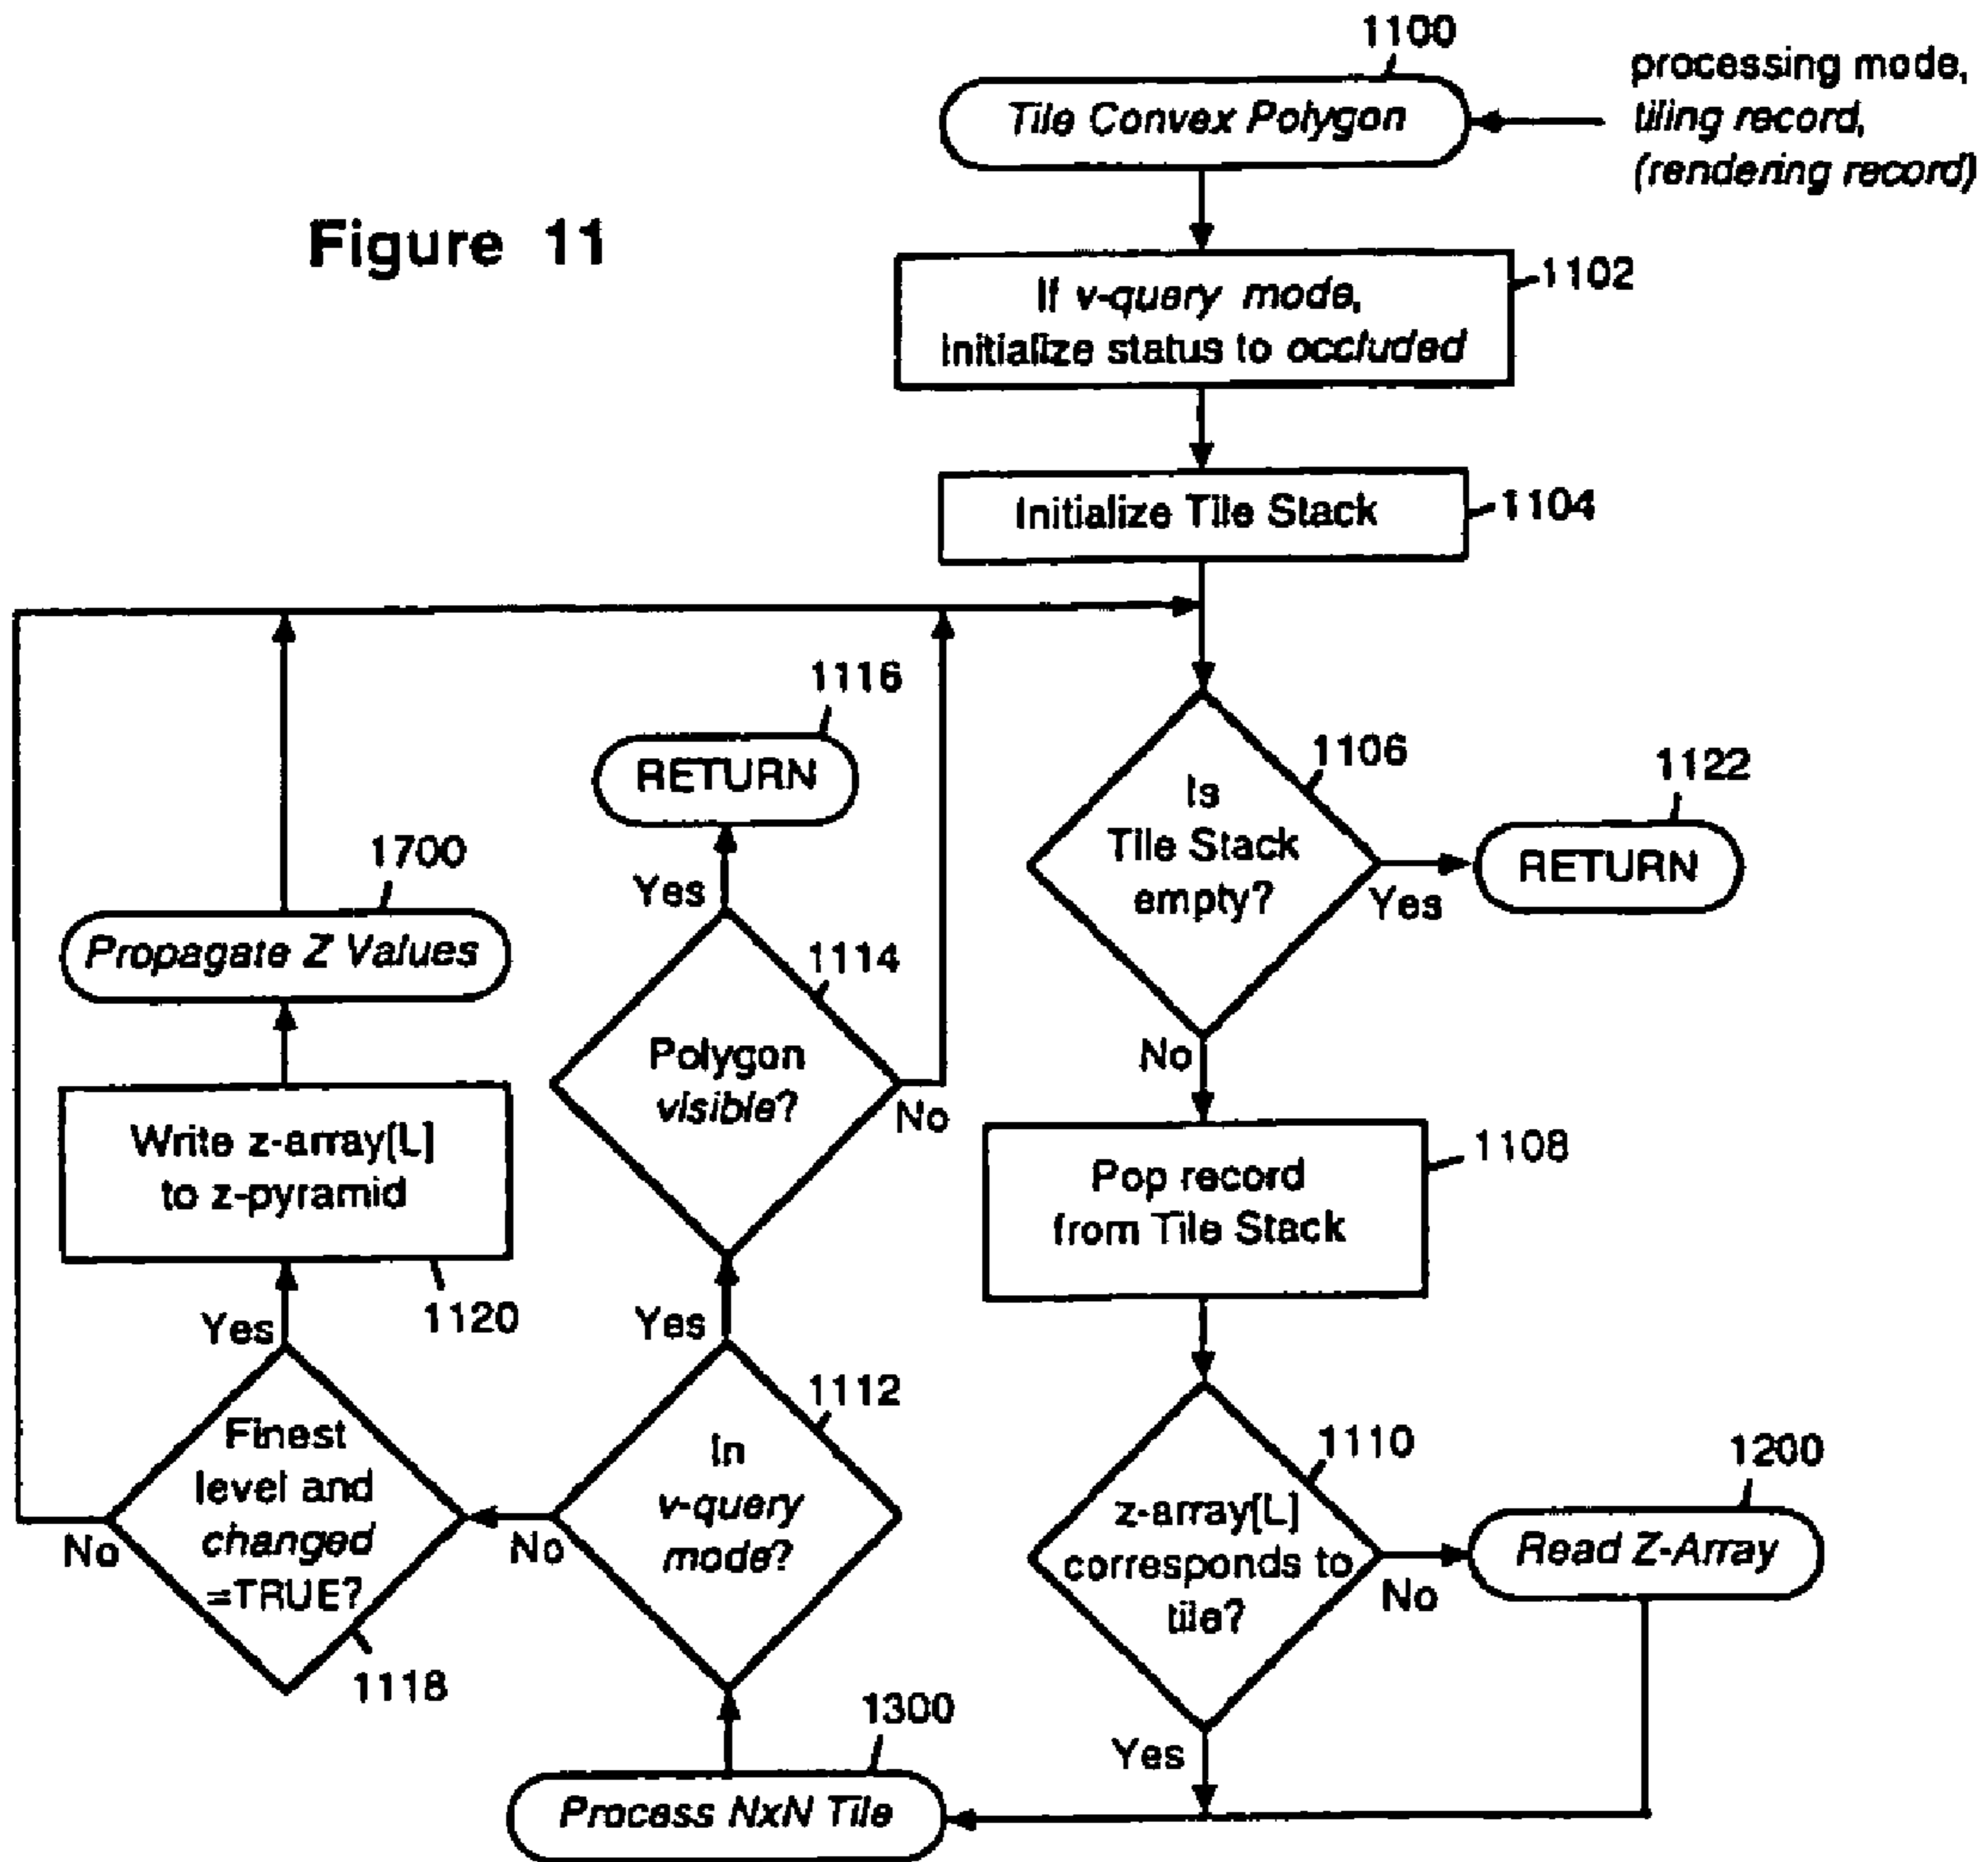 1100
Tile Convex Polygon
processing mode,
tiling record,
(rendering record)
Figure 11
If v-query mode,
initialize status to occluded
1102
Initialize Tile Stack
1104
1116
RETURN
1106
Is
Tile Stack
empty?
Yes
1122
RETURN
1700
Propagate Z Values
Yes
1114
Polygon
visible?
No
No
Write z-array[L]
to z-pyramid
1120
Pop record
from Tile Stack
1108
Yes
Yes
Finest
level and
changed
=TRUE?
No
1118
1112
In
v-query
mode?
No
1110
z-array[L]
corresponds to
tile?
No
1200
Read Z-Array
Yes
1300
Process NxN Tile